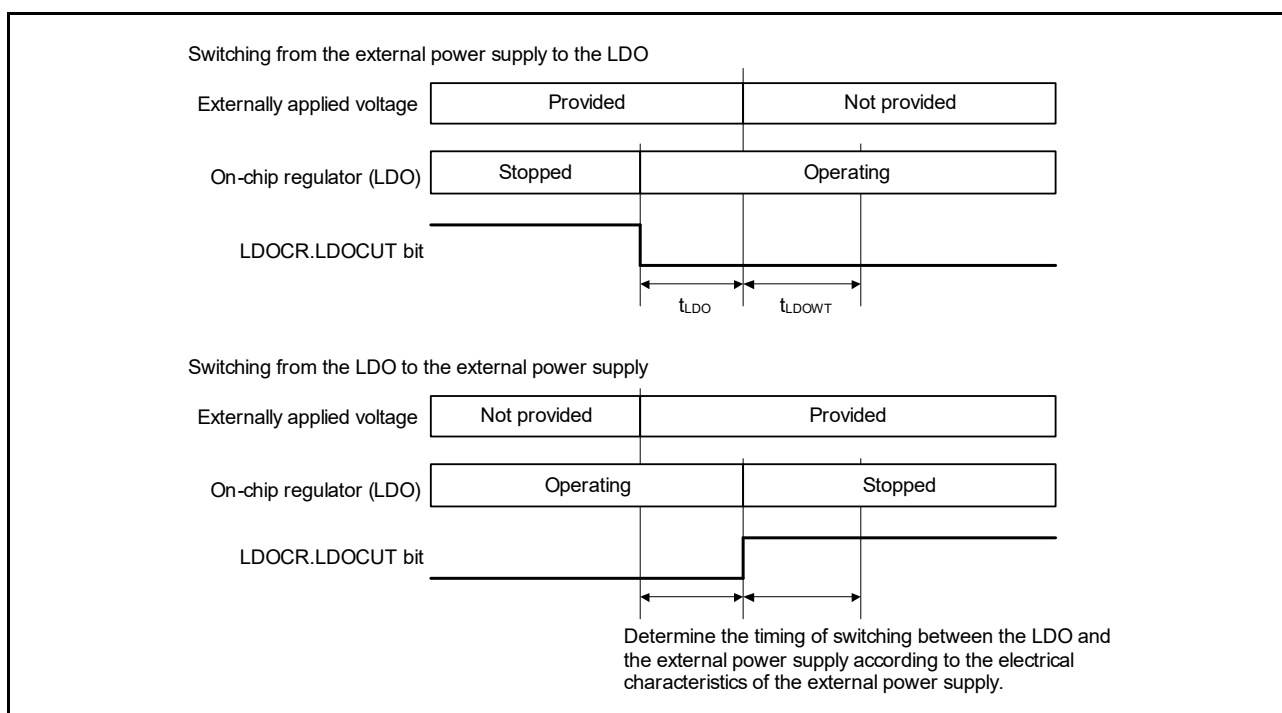 Switching from the external power supply to the LDO
Externally applied voltage
Provided
Not provided
On-chip regulator (LDO)
Stopped
Operating
LDOCR.LDOCUT bit
tLDO
tLDOWT
Switching from the LDO to the external power supply
Externally applied voltage
Not provided
Provided
On-chip regulator (LDO)
Operating
Stopped
LDOCR.LDOCUT bit
Determine the timing of switching between the LDO and
the external power supply according to the electrical
characteristics of the external power supply.